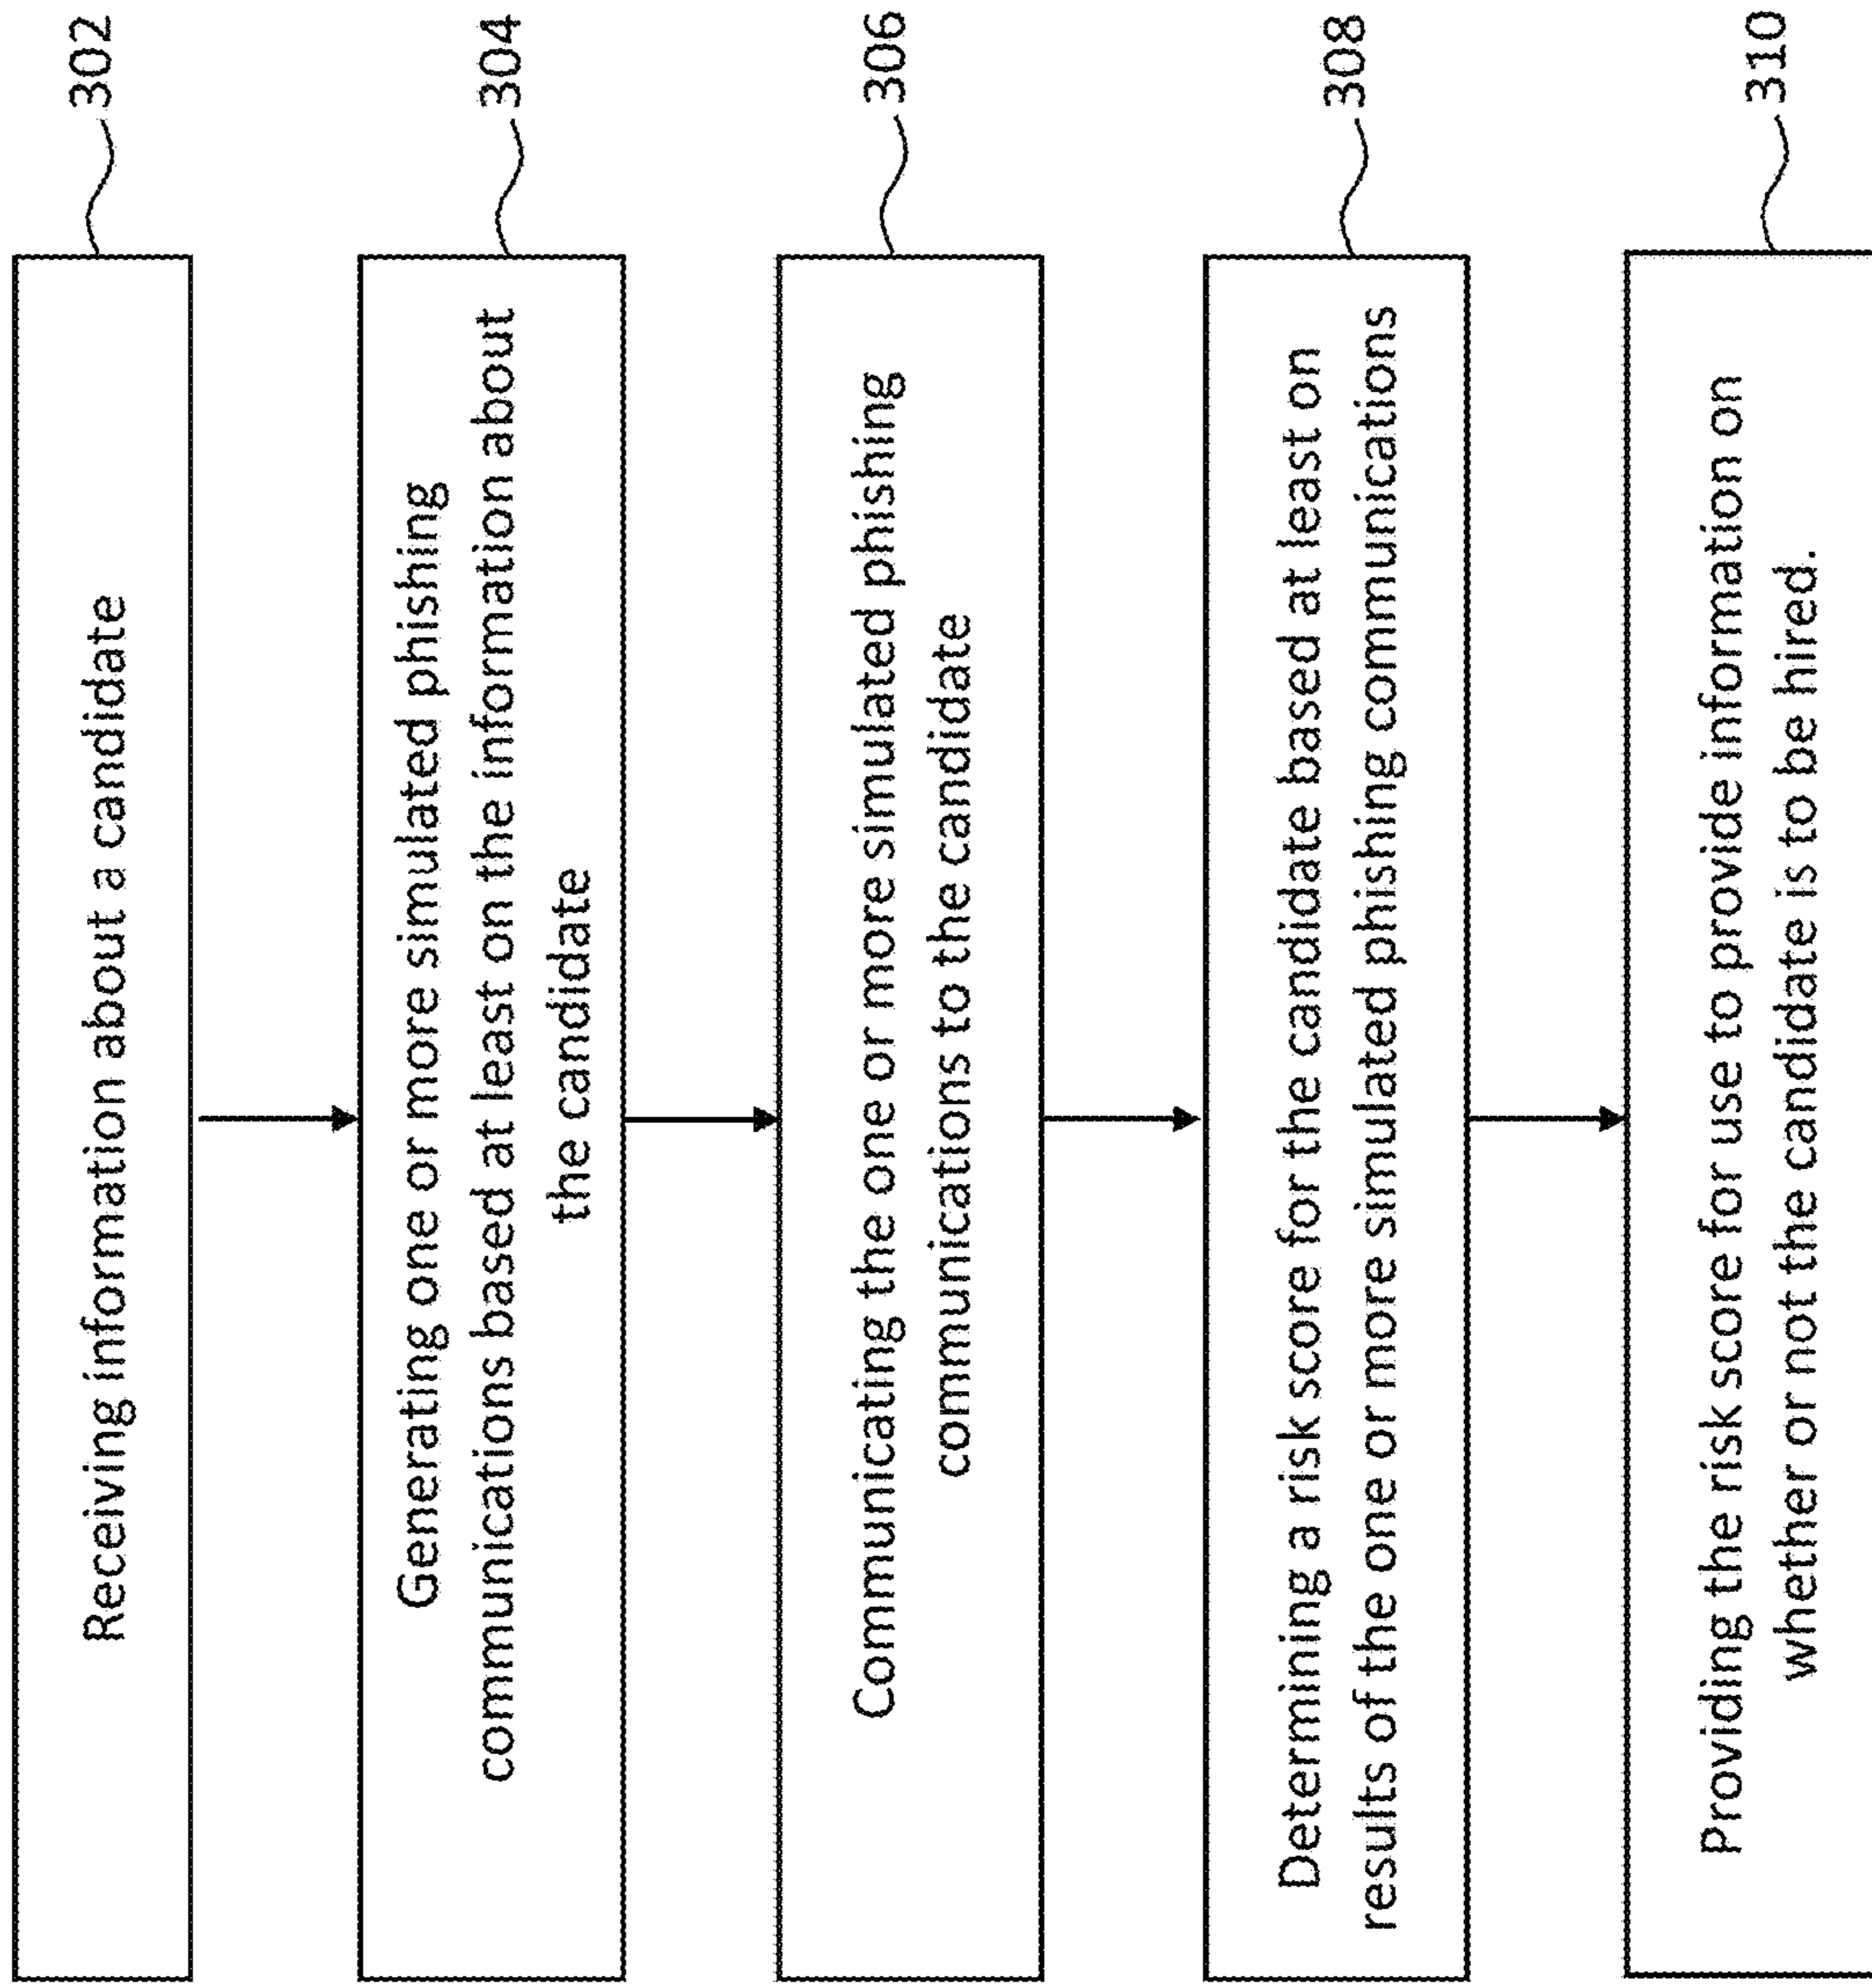 Receiving information about a candidate
302
Generating one or more simulated phishing
communications based at least on the information about
the candidate
304
Communicating the one or more simulated phishing
communications to the candidate
306
Determining a risk score for the candidate based at least on
results of the one or more simulated phishing communications
308
Providing the risk score for use to provide information on
whether or not the candidate is to be hired.
310